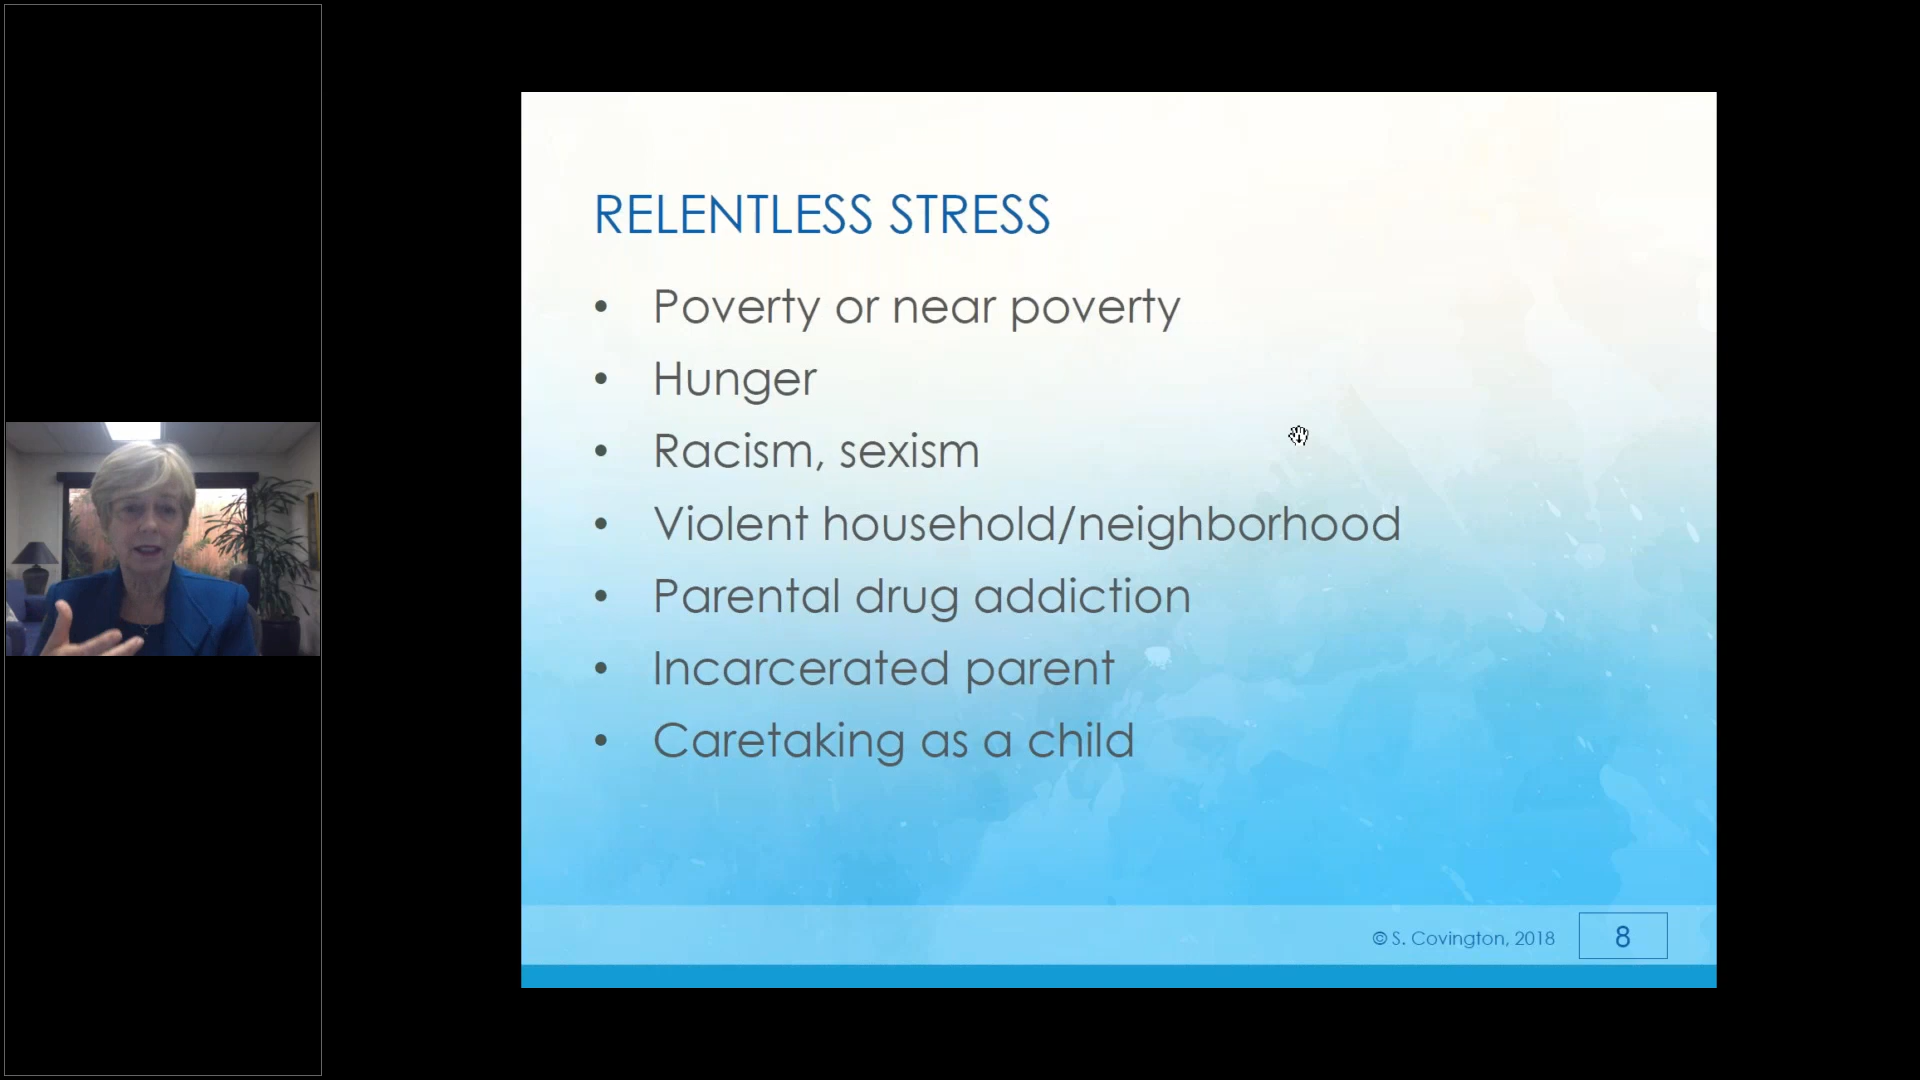 RELENTLESS STRESS
• Poverty or near poverty
• Hunger
• Racism, sexism
• Violent household/neighborhood
• Parental drug addiction
• Incarcerated parent
• Caretaking as a child
© S. Covington, 2018
8